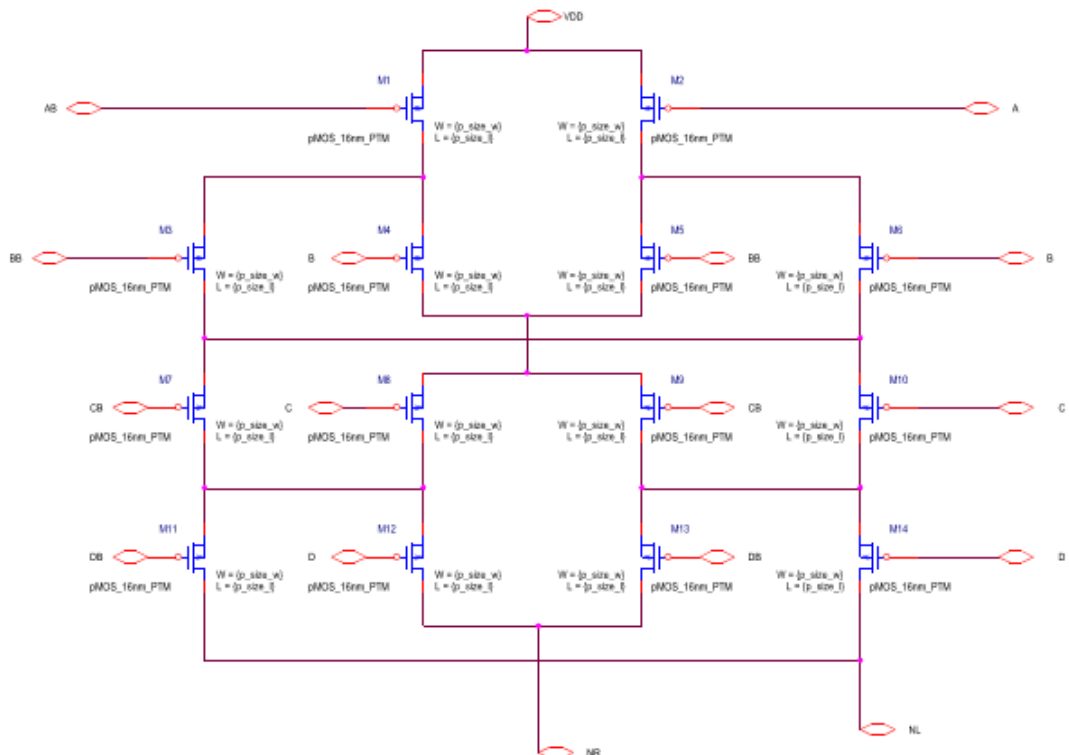 VDD
M1
M2
AB
A
W = {p_size_w}
L = {p_size_l}
W = {p_size_w}
L = {p_size_l}
pMOS_16nm_PTM
pMOS_16nm_PTM
M3
M4
M5
M6
BB
B
BB
B
W = {p_size_w}
L = {p_size_l}
W = {p_size_w}
L = {p_size_l}
W = {p_size_w}
L = {p_size_l}
W = {p_size_w}
L = {p_size_l}
pMOS_16nm_PTM
pMOS_16nm_PTM
pMOS_16nm_PTM
pMOS_16nm_PTM
M7
M8
M9
M10
CB
C
CB
C
W = {p_size_w}
L = {p_size_l}
W = {p_size_w}
L = {p_size_l}
W = {p_size_w}
L = {p_size_l}
W = {p_size_w}
L = {p_size_l}
pMOS_16nm_PTM
pMOS_16nm_PTM
pMOS_16nm_PTM
pMOS_16nm_PTM
M11
M12
M13
M14
DB
D
DB
D
W = {p_size_w}
L = {p_size_l}
W = {p_size_w}
L = {p_size_l}
W = {p_size_w}
L = {p_size_l}
W = {p_size_w}
L = {p_size_l}
pMOS_16nm_PTM
pMOS_16nm_PTM
pMOS_16nm_PTM
pMOS_16nm_PTM
NL
NR